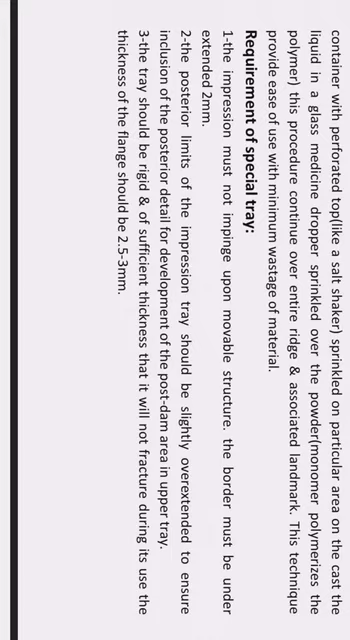 container with perforated top(like a salt shaker) sprinkled on particular area on the cast the
liquid in a glass medicine dropper sprinkled over the powder(monomer polymerizes the
polymer) this procedure continue over entire ridge & associated landmark. This technique
provide ease of use with minimum wastage of material.
Requirement of special tray:
1-the impression must not impinge upon movable structure. the border must be under
extended 2mm.
2-the posterior limits of the impression tray should be slightly overextended to ensure
inclusion of the posterior detail for development of the post-dam area in upper tray.
3-the tray should be rigid & of sufficient thickness that it will not fracture during its use the
thickness of the flange should be 2.5-3mm.